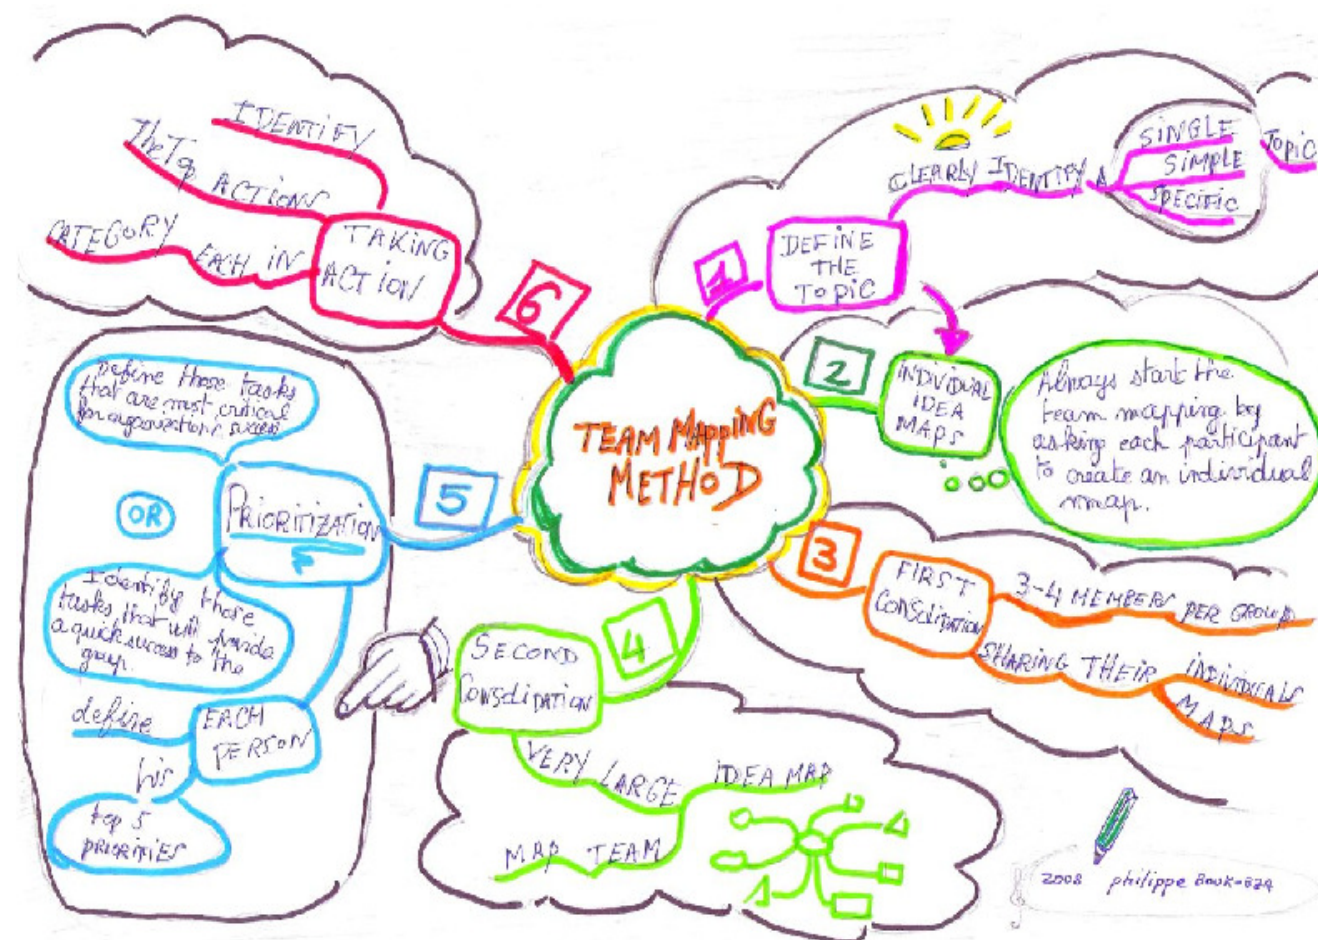 TEAM MAPPING
METHOD
1
DEFINE
THE
TOPIC
CLEARLY IDENTIFY A
SINGLE
SIMPLE
SPECIFIC
TOPIC
2
INDIVIDUAL
IDEA
MAPS
Always start the
team mapping by
asking each participant
to create an individual
map.
3
FIRST
CONSOLIDATION
3-4 MEMBERS PER GROUP
SHARING THEIR INDIVIDUALS
MAPS
4
SECOND
CONSOLIDATION
VERY LARGE IDEA MAP
MAP TEAM
5
PRIORITIZATION
Define those tasks
that are most critical
for organizations success
OR
Identify those
tasks that will provide
a quick success to the
group.
EACH
PERSON
define
his
top 5
PRIORITIES
6
TAKING
ACTION
IDENTIFY
The Top ACTIONS
CATEGORY EACH IN
2008 philippe